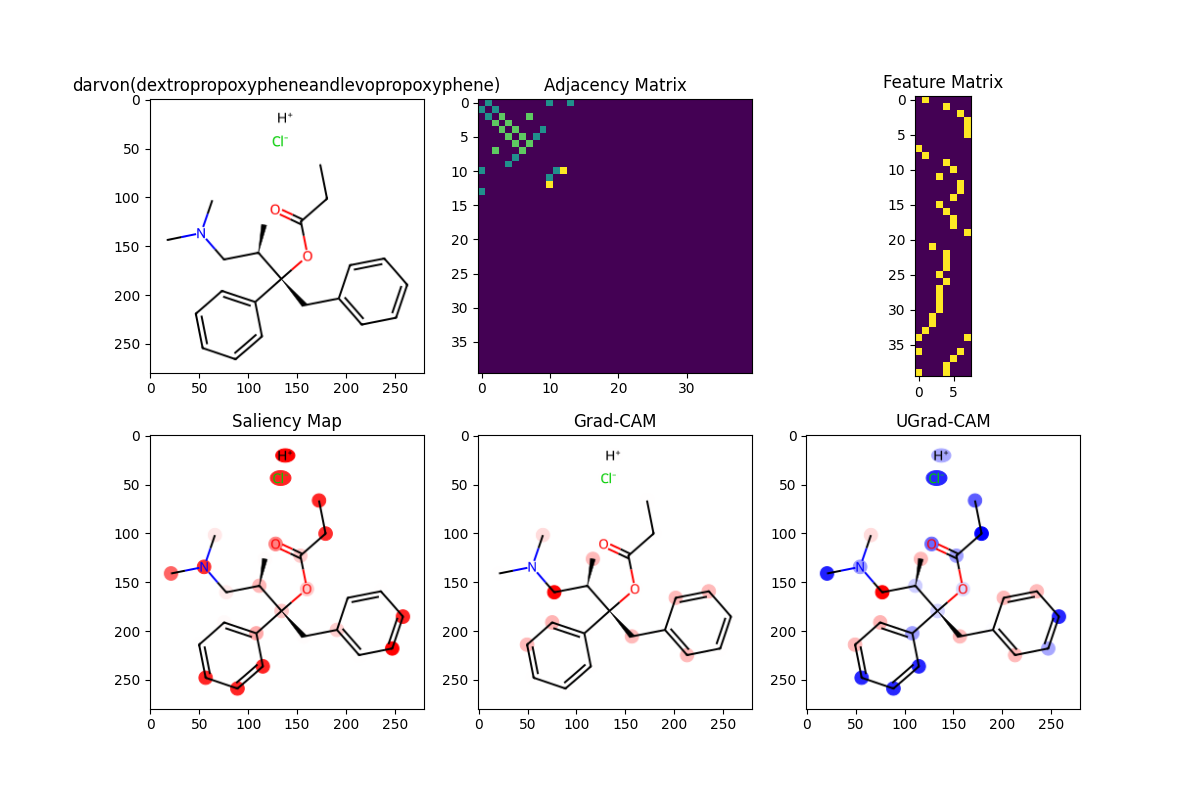 darvon(dextropropoxypheneandlevopropoxyphene)
Adjacency Matrix
Feature Matrix
0
50
100
150
200
250
0 50 100 150 200 250
H⁺
Cl⁻
O
N
O
0
5
10
15
20
25
30
35
0 10 20 30
0
5
10
15
20
25
30
35
0 5
Saliency Map
Grad-CAM
UGrad-CAM
0
50
100
150
200
250
0 50 100 150 200 250
H⁺
Cl⁻
O
N
O
0
50
100
150
200
250
0 50 100 150 200 250
H⁺
Cl⁻
O
N
O
0
50
100
150
200
250
0 50 100 150 200 250
H⁺
Cl⁻
O
N
O